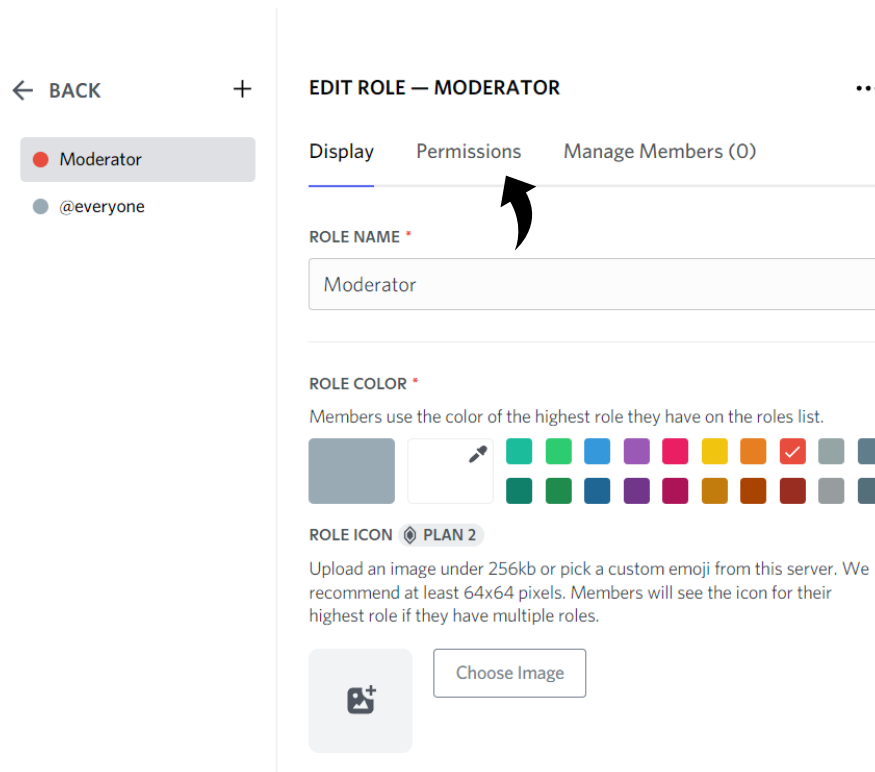 BACK
Moderator
@everyone
EDIT ROLE — MODERATOR
Display Permissions Manage Members (0)
ROLE NAME *
Moderator
ROLE COLOR *
Members use the color of the highest role they have on the roles list.
ROLE ICON PLAN 2
Upload an image under 256kb or pick a custom emoji from this server. We
recommend at least 64x64 pixels. Members will see the icon for their
highest role if they have multiple roles.
Choose Image